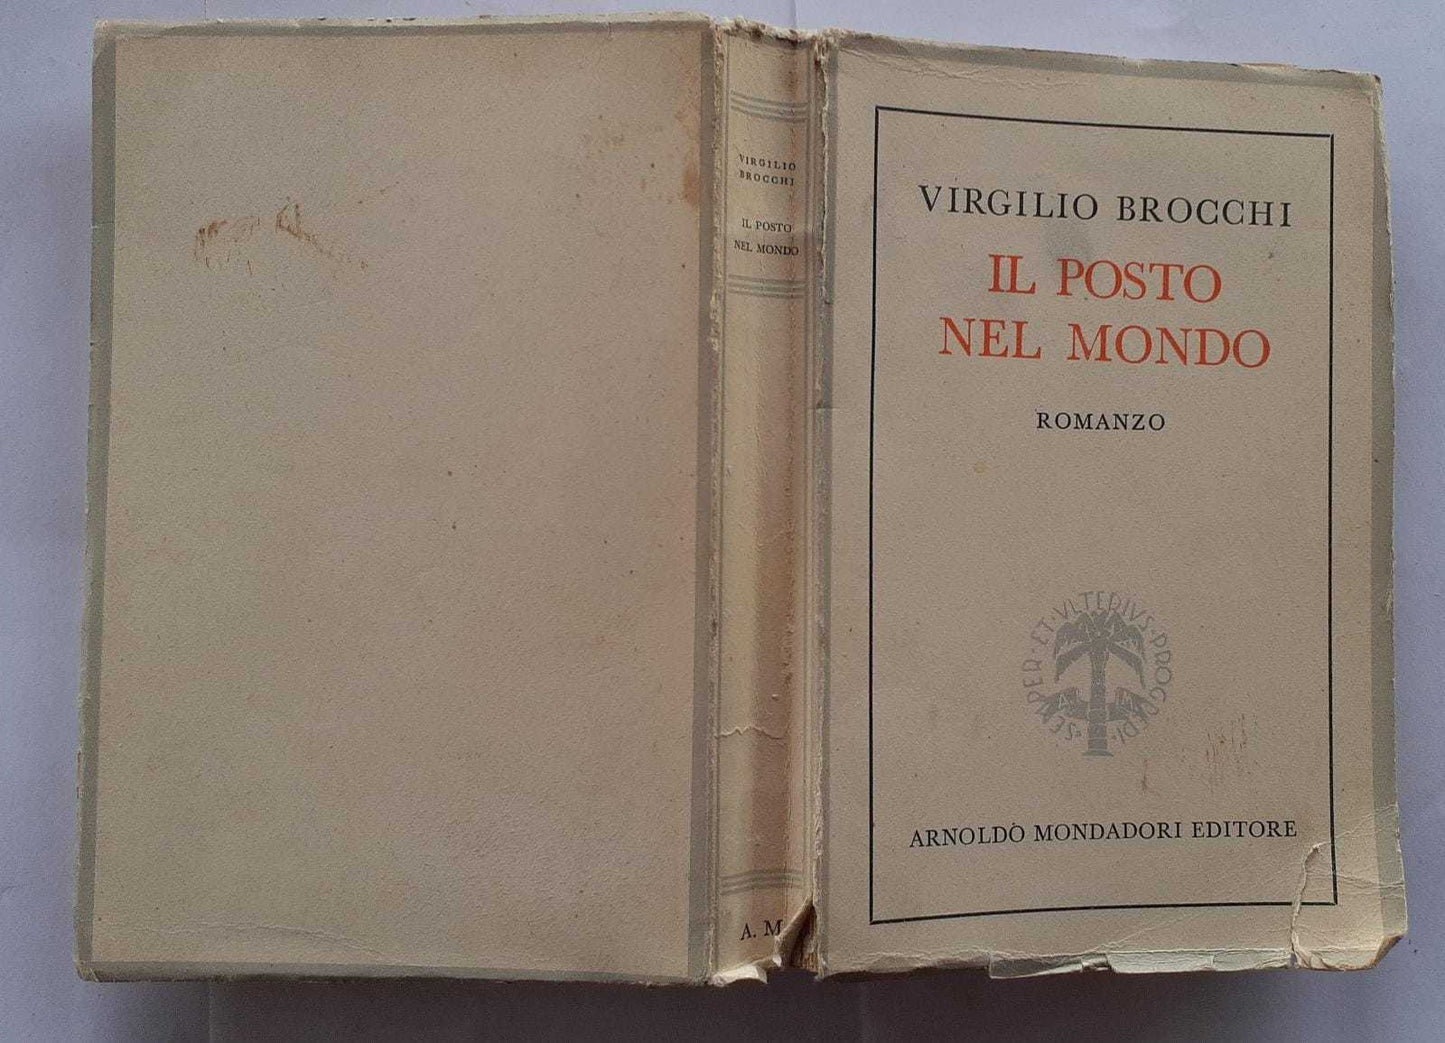 VIRGILIO
BROCCHI
IL POSTO
NEL MONDO
A. M.
VIRGILIO BROCCHI
IL POSTO
NEL MONDO
ROMANZO
SEMPER · ET · VLTERIVS · PROGREDI ·
A M
ARNOLDO MONDADORI EDITORE